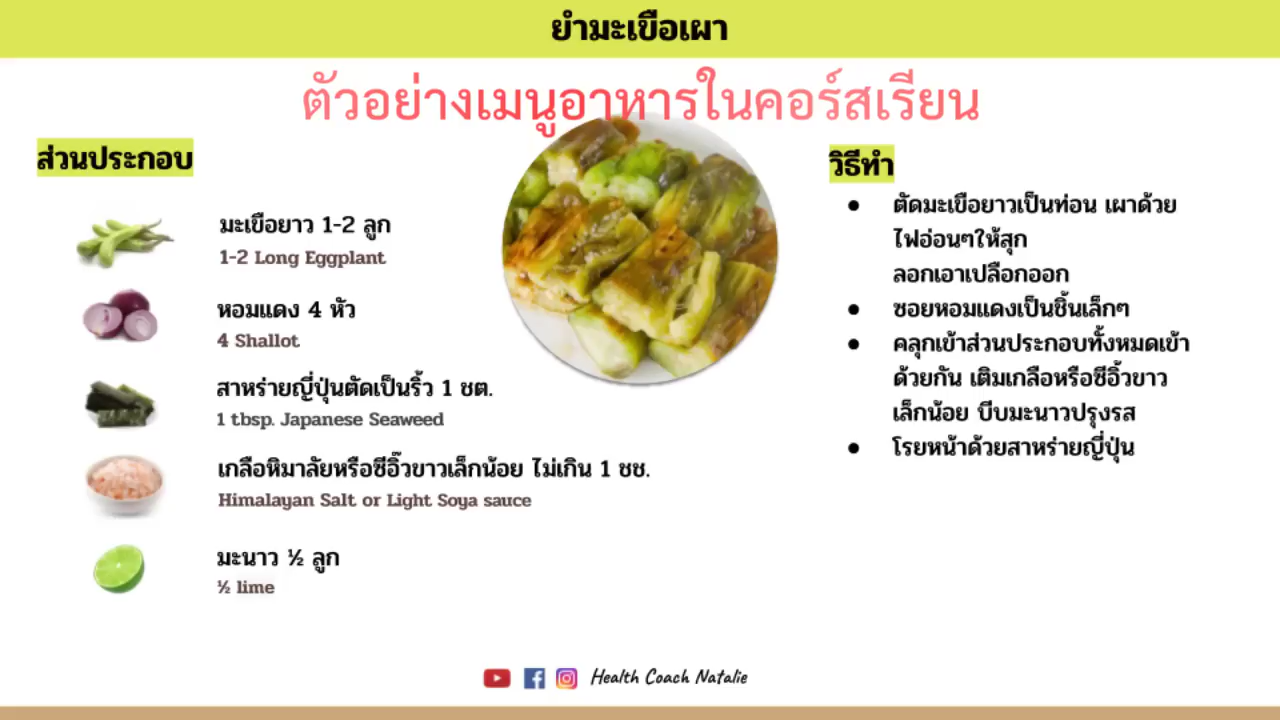 ยำมะเขือเผา
ตัวอย่างเมนูอาหารในคอร์สเรียน
ส่วนประกอบ
มะเขือยาว 1-2 ลูก
1-2 Long Eggplant
หอมแดง 4 หัว
4 Shallot
สาหร่ายญี่ปุ่นตัดเป็นริ้ว 1 ชต.
1 tbsp. Japanese Seaweed
เกลือหิมาลัยหรือซีอิ๊วขาวเล็กน้อย ไม่เกิน 1 ชช.
Himalayan Salt or Light Soya sauce
มะนาว ½ ลูก
½ lime
วิธีทำ
● ตัดมะเขือยาวเป็นท่อน เผาด้วย
ไฟอ่อนๆให้สุก
ลอกเอาเปลือกออก
● ซอยหอมแดงเป็นชิ้นเล็กๆ
● คลุกเข้าส่วนประกอบทั้งหมดเข้า
ด้วยกัน เติมเกลือหรือซีอิ้วขาว
เล็กน้อย บีบมะนาวปรุงรส
● โรยหน้าด้วยสาหร่ายญี่ปุ่น
Health Coach Natalie